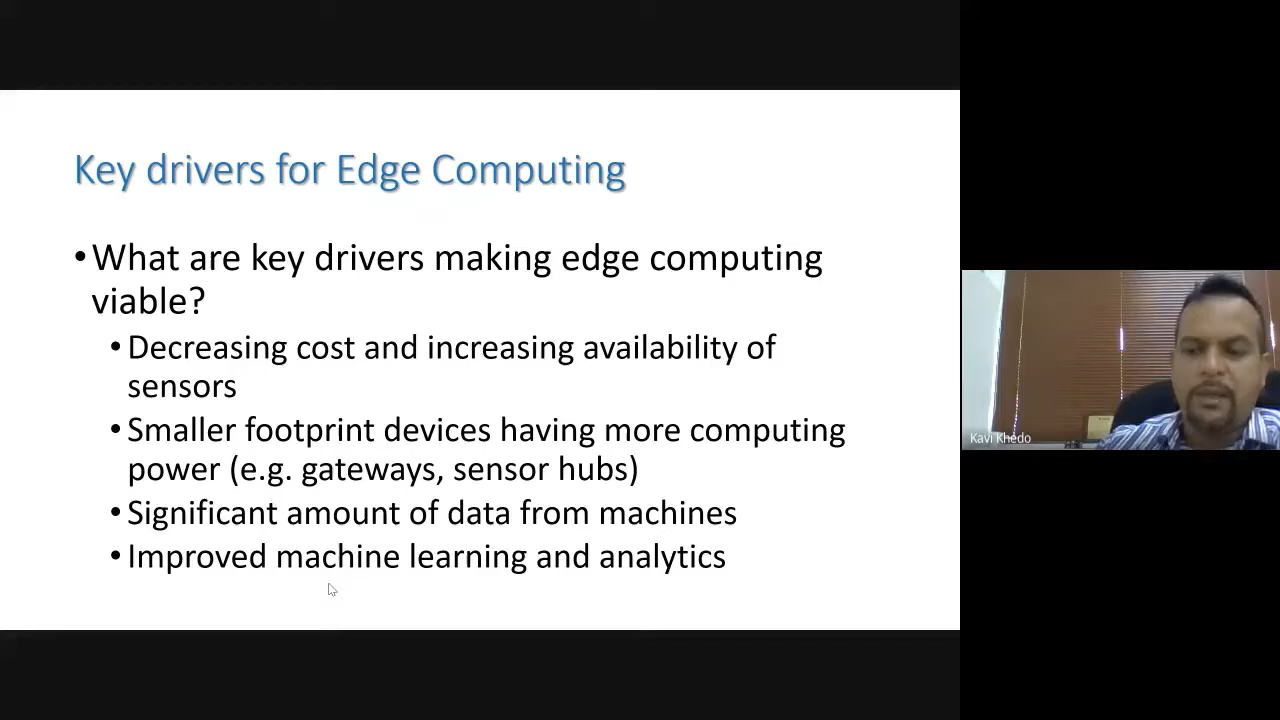 Key drivers for Edge Computing
•What are key drivers making edge computing
viable?
•Decreasing cost and increasing availability of
sensors
•Smaller footprint devices having more computing
power (e.g. gateways, sensor hubs)
•Significant amount of data from machines
•Improved machine learning and analytics
Kavi Khedo